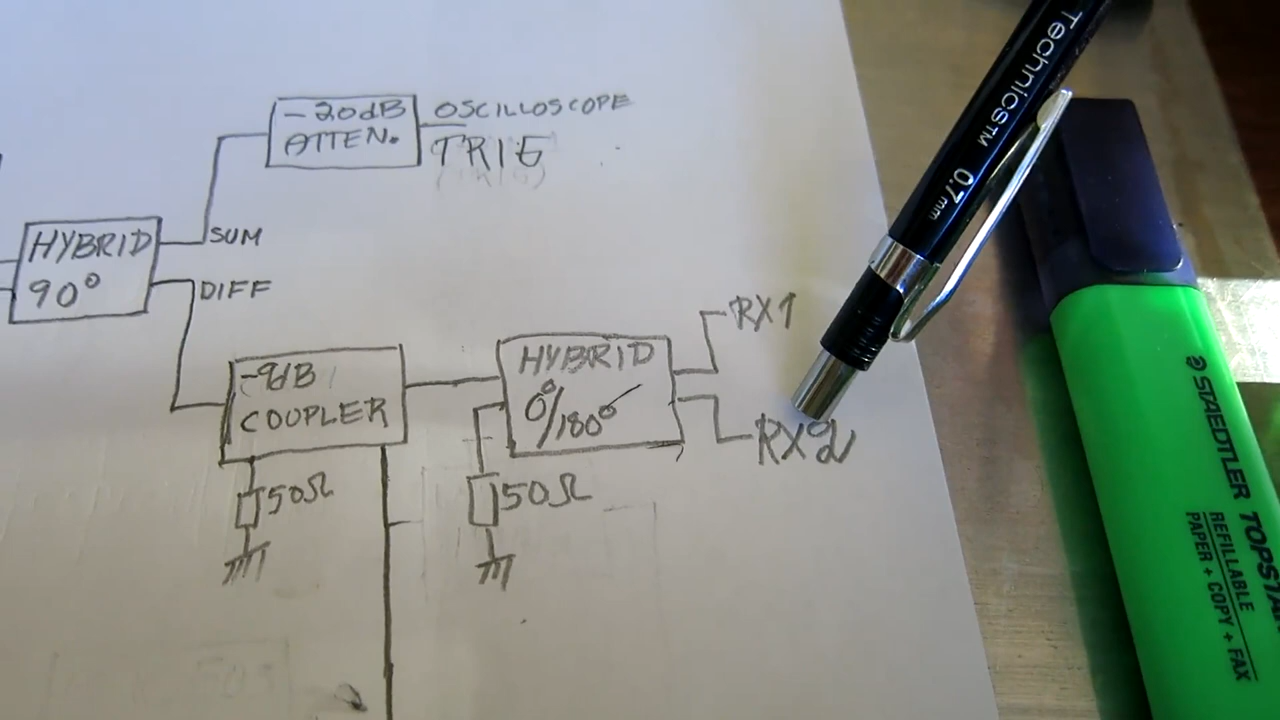 -20dB
ATTEN.
OSCILLOSCOPE
TRIG
HYBRID
90°
SUM
DIFF
-9dB
COUPLER
50Ω
HYBRID
0°/180°
50Ω
RX1
RX2
Technics™ 0.7mm
STAEDTLER
REFILLABLE
PAPER + COPY + FAX